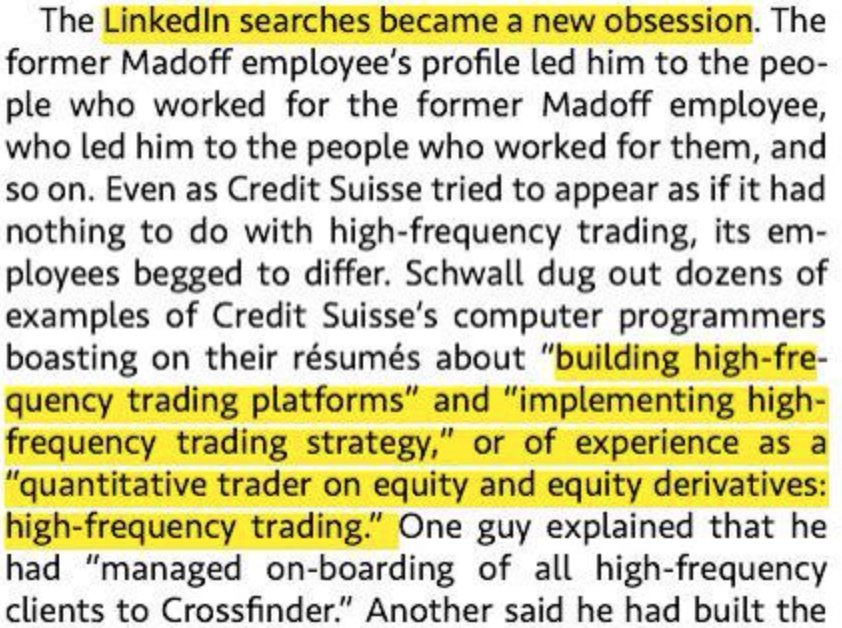 The LinkedIn searches became a new obsession. The
former Madoff employee's profile led him to the peo-
ple who worked for the former Madoff employee,
who led him to the people who worked for them, and
so on. Even as Credit Suisse tried to appear as if it had
nothing to do with high-frequency trading, its em-
ployees begged to differ. Schwall dug out dozens of
examples of Credit Suisse's computer programmers
boasting on their résumés about "building high-fre-
quency trading platforms" and "implementing high-
frequency trading strategy," or of experience as a
"quantitative trader on equity and equity derivatives:
high-frequency trading." One guy explained that he
had "managed on-boarding of all high-frequency
clients to Crossfinder." Another said he had built the